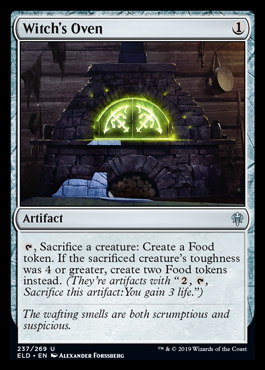 Witch's Oven 1
Artifact
T, Sacrifice a creature: Create a Food
token. If the sacrificed creature's toughness
was 4 or greater, create two Food tokens
instead. (They're artifacts with “2, T,
Sacrifice this artifact: You gain 3 life.”)
The wafting smells are both scrumptious and
suspicious.
237/269 U
ELD • EN Alexander Forssberg
™ & © 2019 Wizards of the Coast